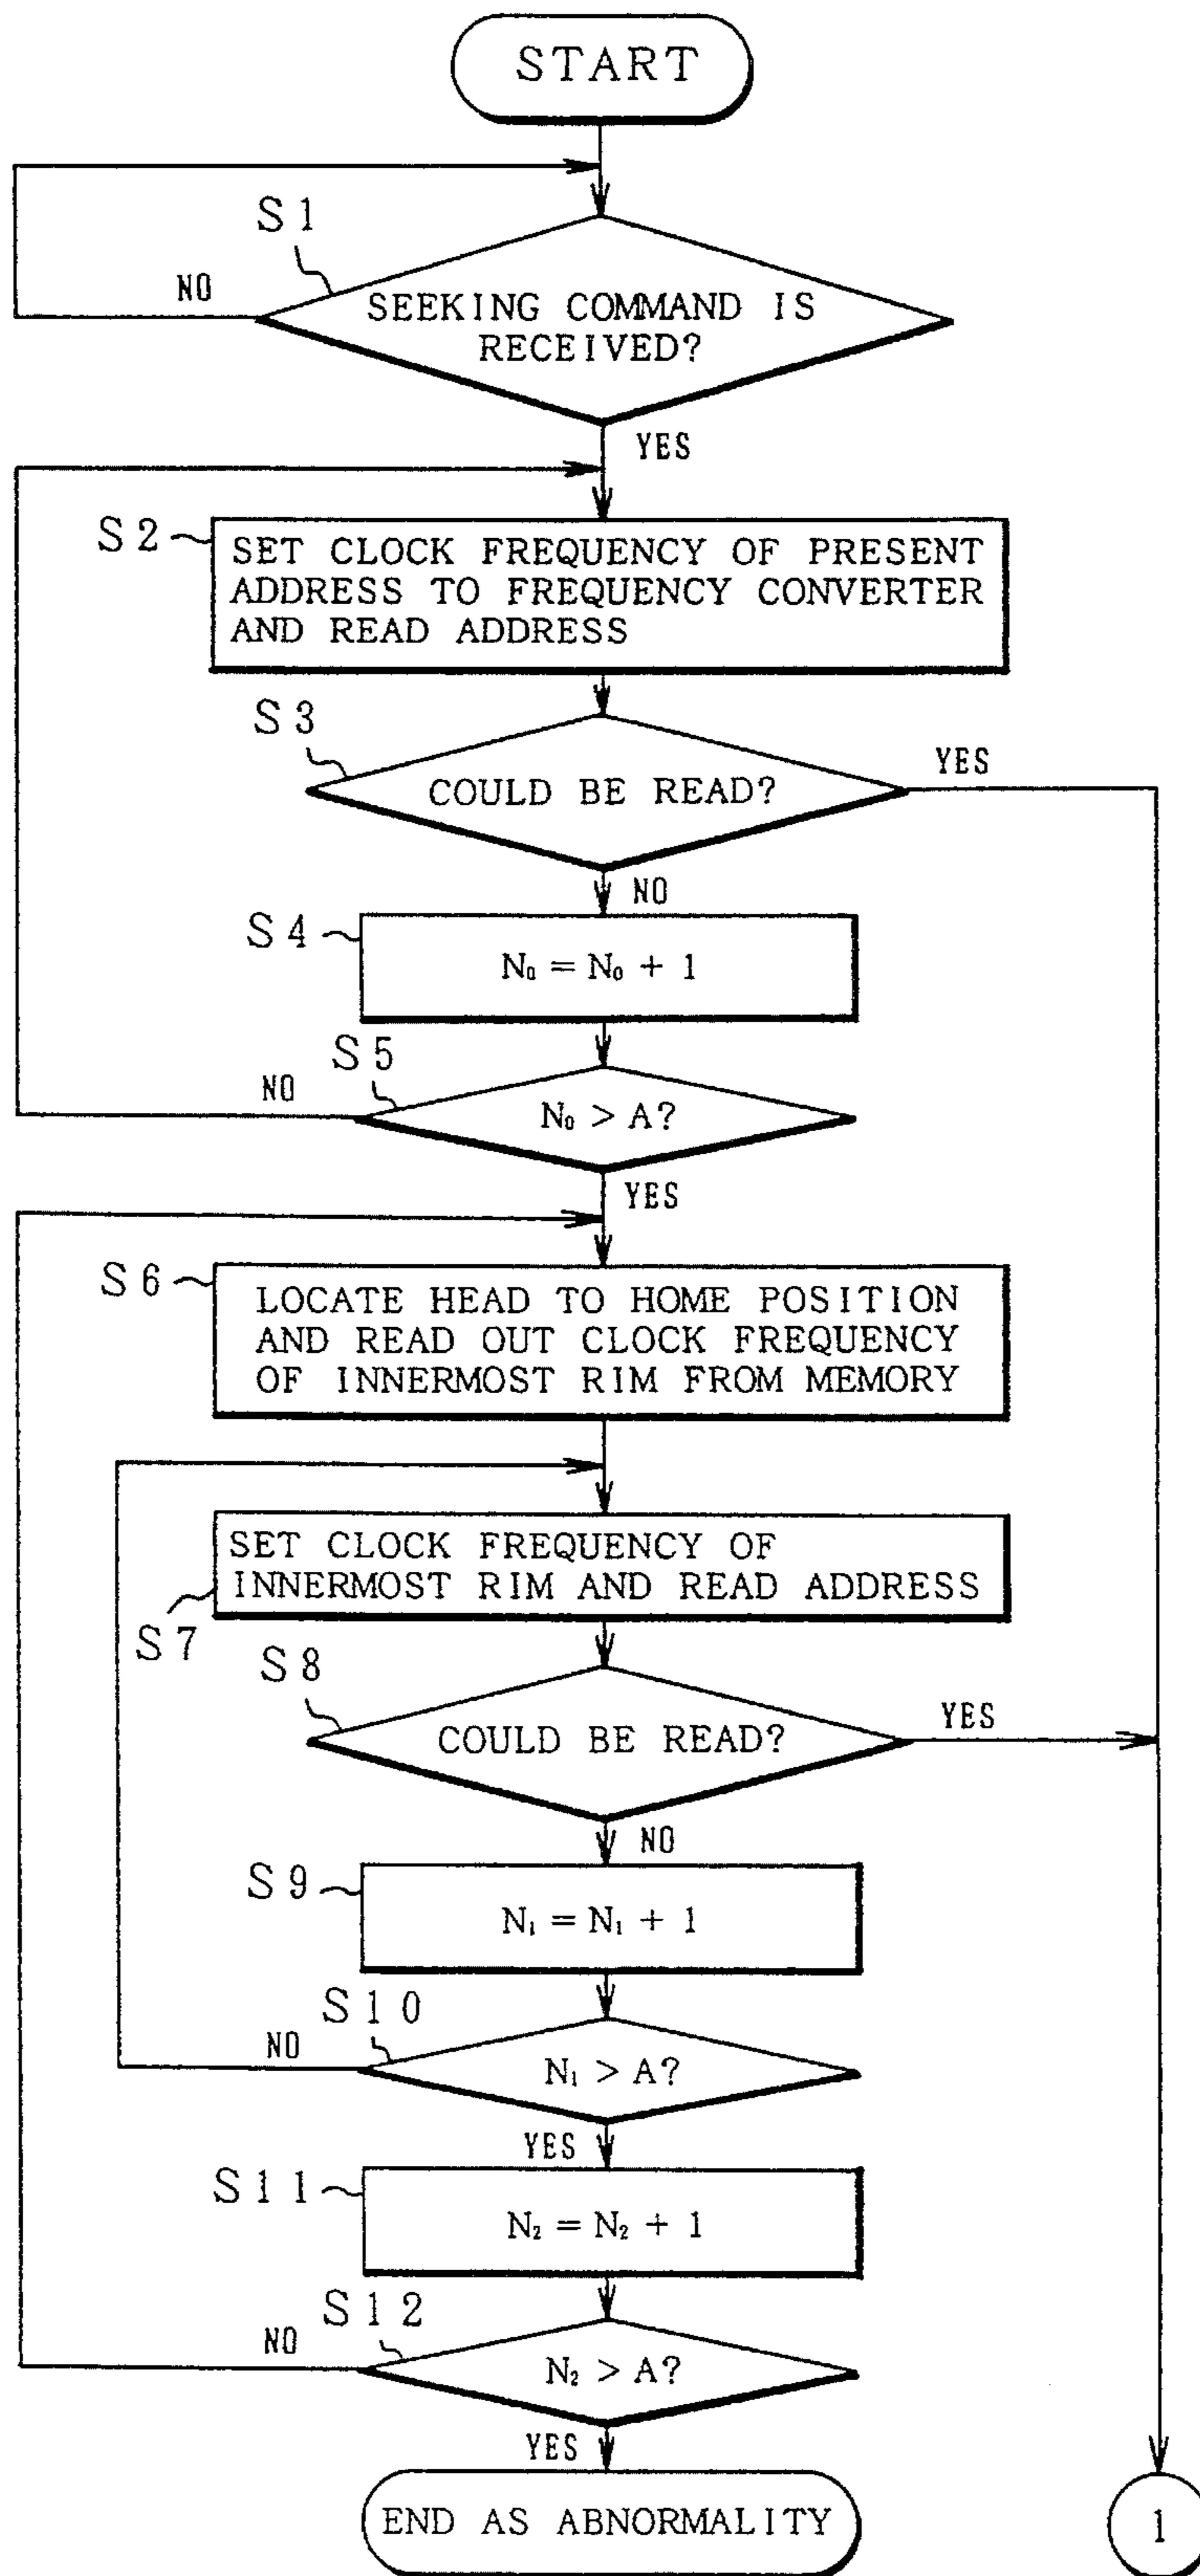 START
S1
NO
SEEKING COMMAND IS
RECEIVED?
YES
S2
SET CLOCK FREQUENCY OF PRESENT
ADDRESS TO FREQUENCY CONVERTER
AND READ ADDRESS
S3
COULD BE READ?
YES
NO
S4
N₀ = N₀ + 1
S5
NO
N₀ > A?
YES
S6
LOCATE HEAD TO HOME POSITION
AND READ OUT CLOCK FREQUENCY
OF INNERMOST RIM FROM MEMORY
SET CLOCK FREQUENCY OF
INNERMOST RIM AND READ ADDRESS
S7
S8
COULD BE READ?
YES
NO
S9
N₁ = N₁ + 1
S10
NO
N₁ > A?
YES
S11
N₂ = N₂ + 1
S12
NO
N₂ > A?
YES
END AS ABNORMALITY
1